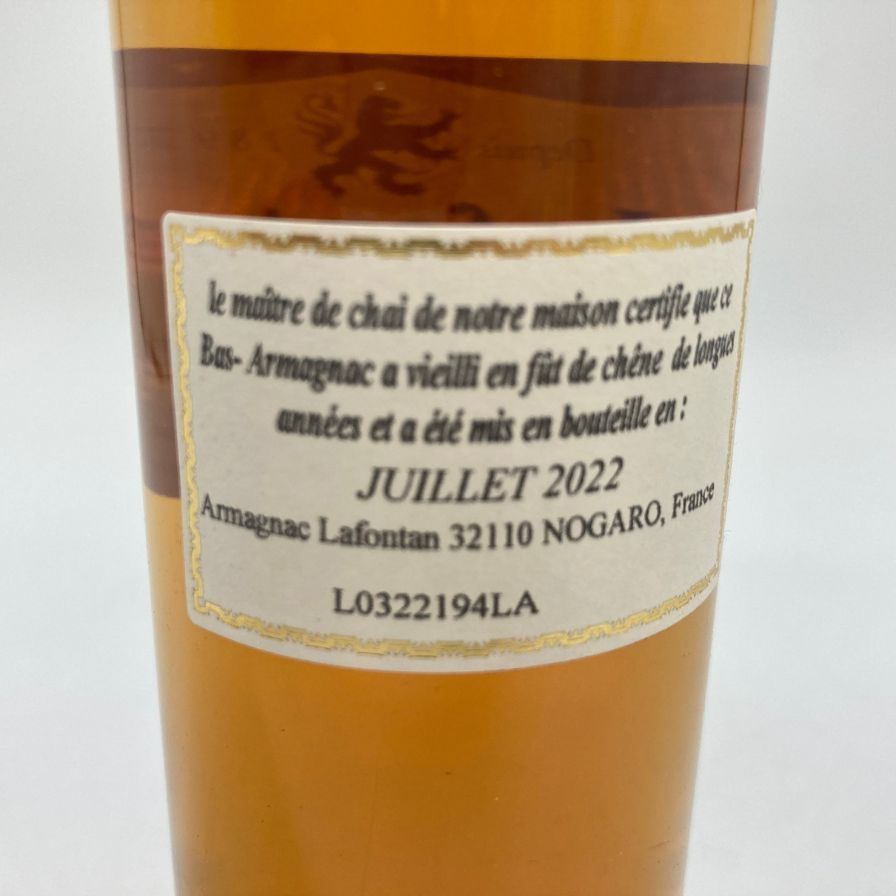 Depuis
le maître de chai de notre maison certifie que ce
Bas- Armagnac a vieilli en fût de chêne de longues
années et a été mis en bouteille en :
JUILLET 2022
Armagnac Lafontan 32110 NOGARO, France
L0322194LA